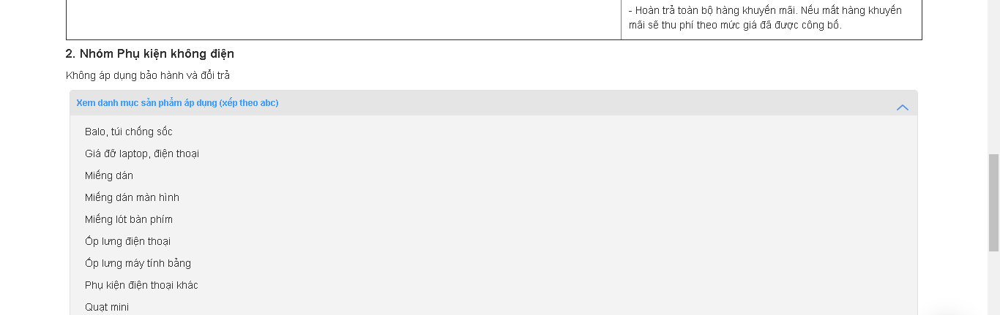 - Hoàn trả toàn bộ hàng khuyến mãi. Nếu mất hàng khuyến
mãi sẽ thu phí theo mức giá đã được công bố.
2. Nhóm Phụ kiện không điện
Không áp dụng bảo hành và đổi trả
Xem danh mục sản phẩm áp dụng (xếp theo abc)
Balo, túi chống sốc
Giá đỡ laptop, điện thoại
Miếng dán
Miếng dán màn hình
Miếng lót bàn phím
Ốp lưng điện thoại
Ốp lưng máy tính bảng
Phụ kiện điện thoại khác
Quạt mini